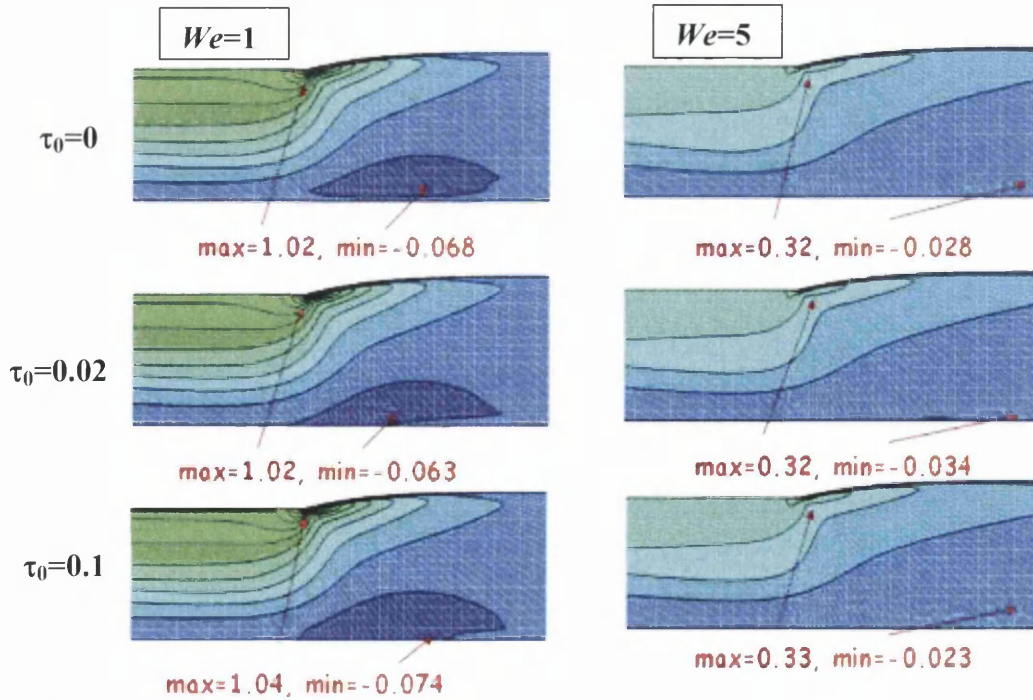 We=1
We=5
τ₀=0
max=1.02, min=-0.068
max=0.32, min=-0.028
τ₀=0.02
max=1.02, min=-0.063
max=0.32, min=-0.034
τ₀=0.1
max=1.04, min=-0.074
max=0.33, min=-0.023